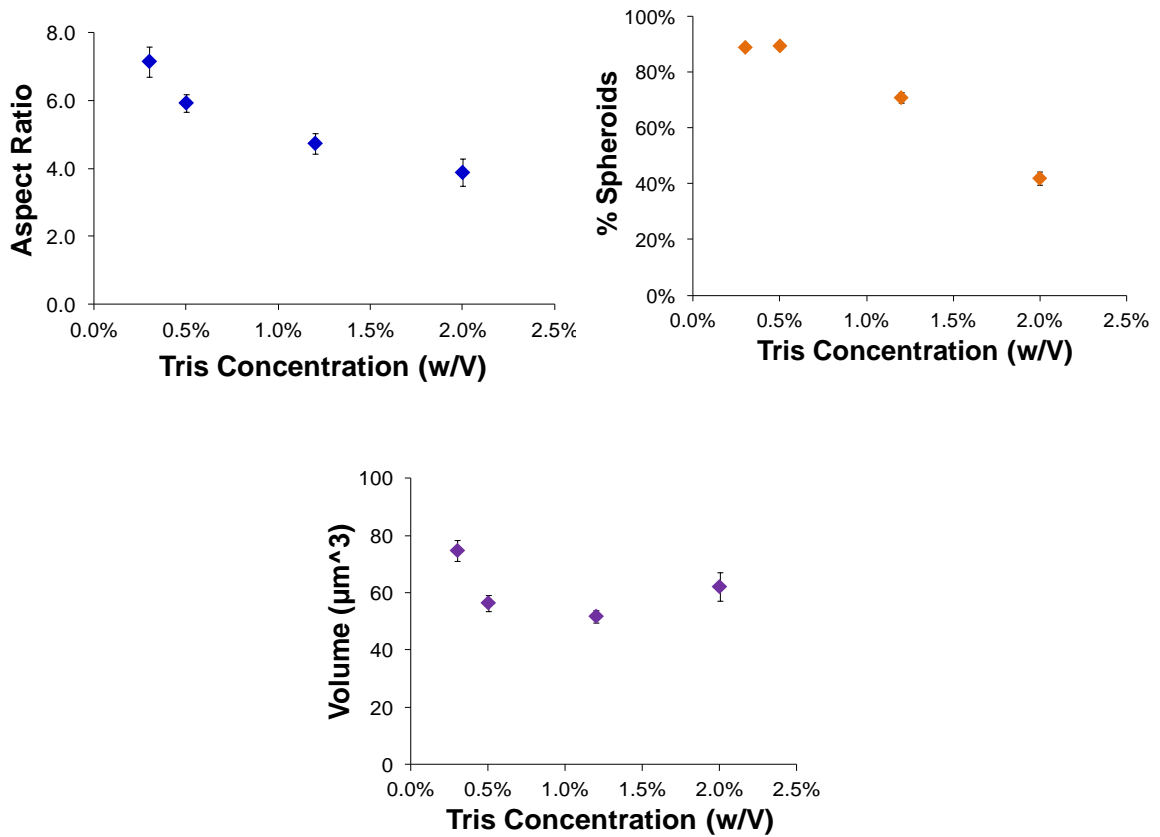 8.0
6.0
4.0
2.0
0.0
Aspect Ratio
0.0% 0.5% 1.0% 1.5% 2.0% 2.5%
Tris Concentration (w/V)
100%
80%
60%
40%
20%
0%
% Spheroids
0.0% 0.5% 1.0% 1.5% 2.0% 2.5%
Tris Concentration (w/V)
100
80
60
40
20
0
Volume (µm^3)
0.0% 0.5% 1.0% 1.5% 2.0% 2.5%
Tris Concentration (w/V)